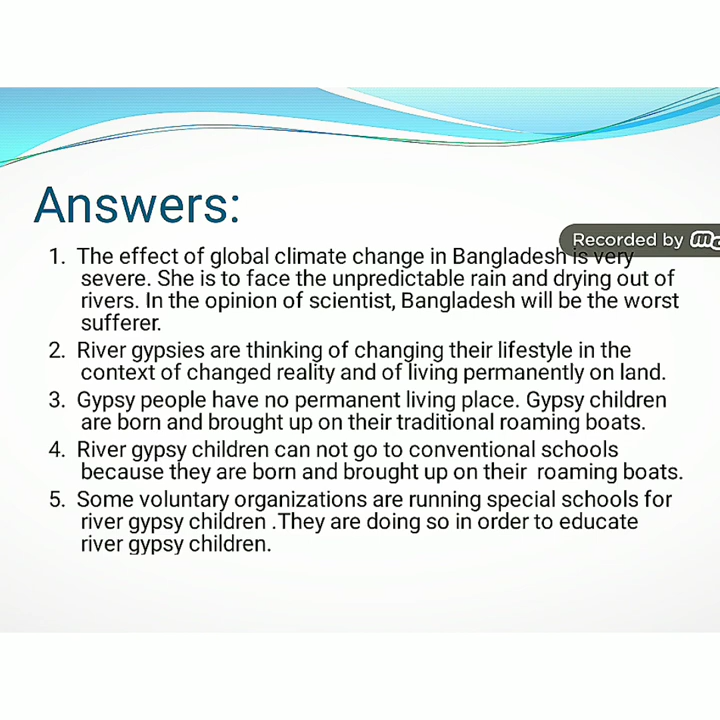 Answers:
Recorded by
1. The effect of global climate change in Bangladesh is very
severe. She is to face the unpredictable rain and drying out of
rivers. In the opinion of scientist, Bangladesh will be the worst
sufferer.
2. River gypsies are thinking of changing their lifestyle in the
context of changed reality and of living permanently on land.
3. Gypsy people have no permanent living place. Gypsy children
are born and brought up on their traditional roaming boats.
4. River gypsy children can not go to conventional schools
because they are born and brought up on their roaming boats.
5. Some voluntary organizations are running special schools for
river gypsy children .They are doing so in order to educate
river gypsy children.